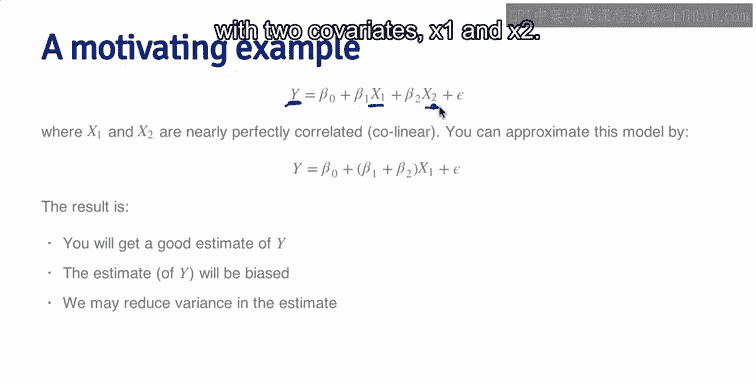 with two covariates, x1 and x2.
A motivating example
Y = β0 + β1X1 + β2X2 + ϵ
where X1 and X2 are nearly perfectly correlated (co-linear). You can approximate this model by:
Y = β0 + (β1 + β2)X1 + ϵ
The result is:
· You will get a good estimate of Y
· The estimate (of Y) will be biased
· We may reduce variance in the estimate